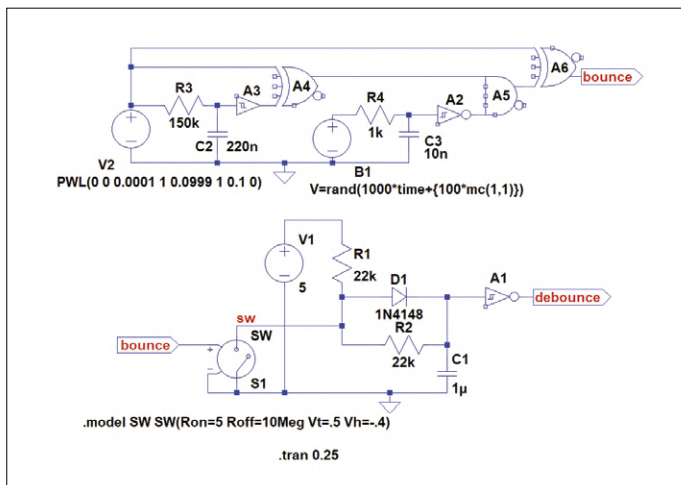 A6
bounce
R3
150k
A3
A4
R4
1k
A2
A5
V2
C2
220n
B1
C3
10n
PWL(0 0 0.0001 1 0.0999 1 0.1 0)
V=rand(1000*time+{100*mc(1,1)})
V1
5
R1
22k
D1
1N4148
A1
debounce
sw
SW
R2
22k
C1
1µ
bounce
S1
.model SW SW(Ron=5 Roff=10Meg Vt=.5 Vh=-.4)
.tran 0.25